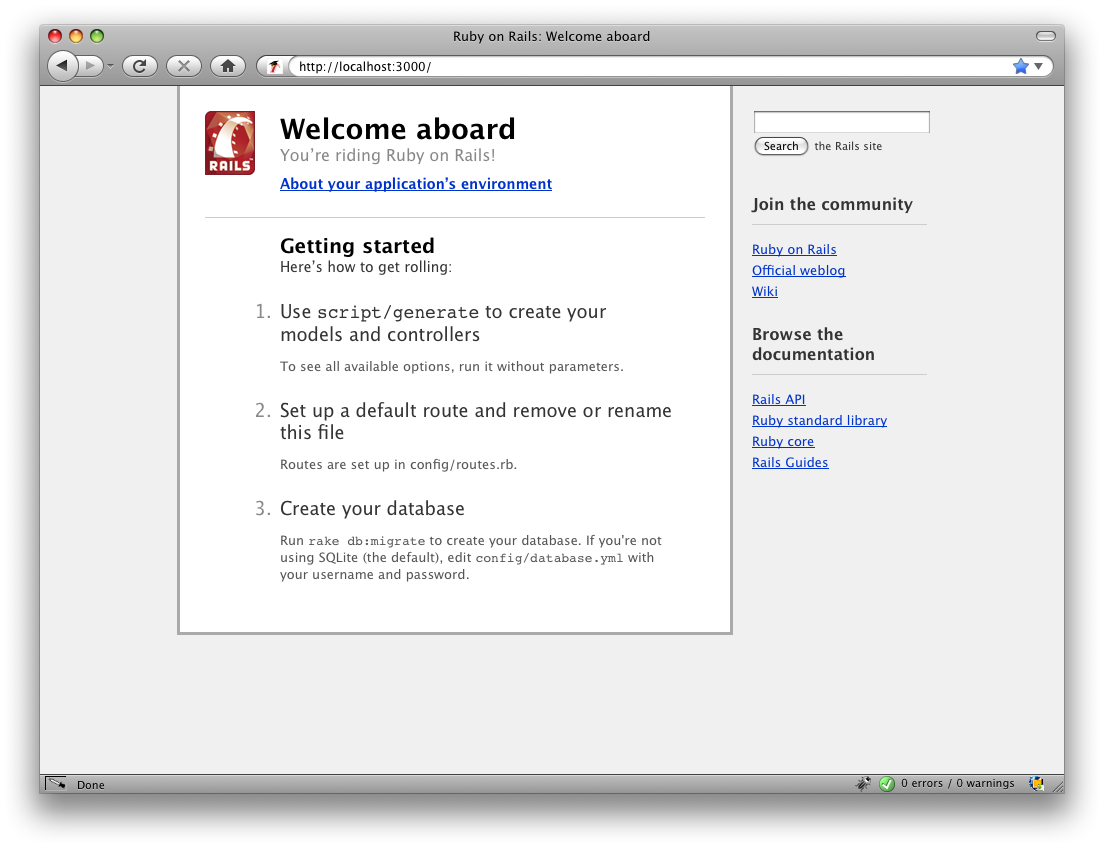 Ruby on Rails: Welcome aboard
http://localhost:3000/
RAILS
Welcome aboard
You’re riding Ruby on Rails!
About your application’s environment
Getting started
Here’s how to get rolling:
1. Use script/generate to create your
models and controllers
To see all available options, run it without parameters.
2. Set up a default route and remove or rename
this file
Routes are set up in config/routes.rb.
3. Create your database
Run rake db:migrate to create your database. If you're not
using SQLite (the default), edit config/database.yml with
your username and password.
Search the Rails site
Join the community
Ruby on Rails
Official weblog
Wiki
Browse the
documentation
Rails API
Ruby standard library
Ruby core
Rails Guides
Done
0 errors / 0 warnings